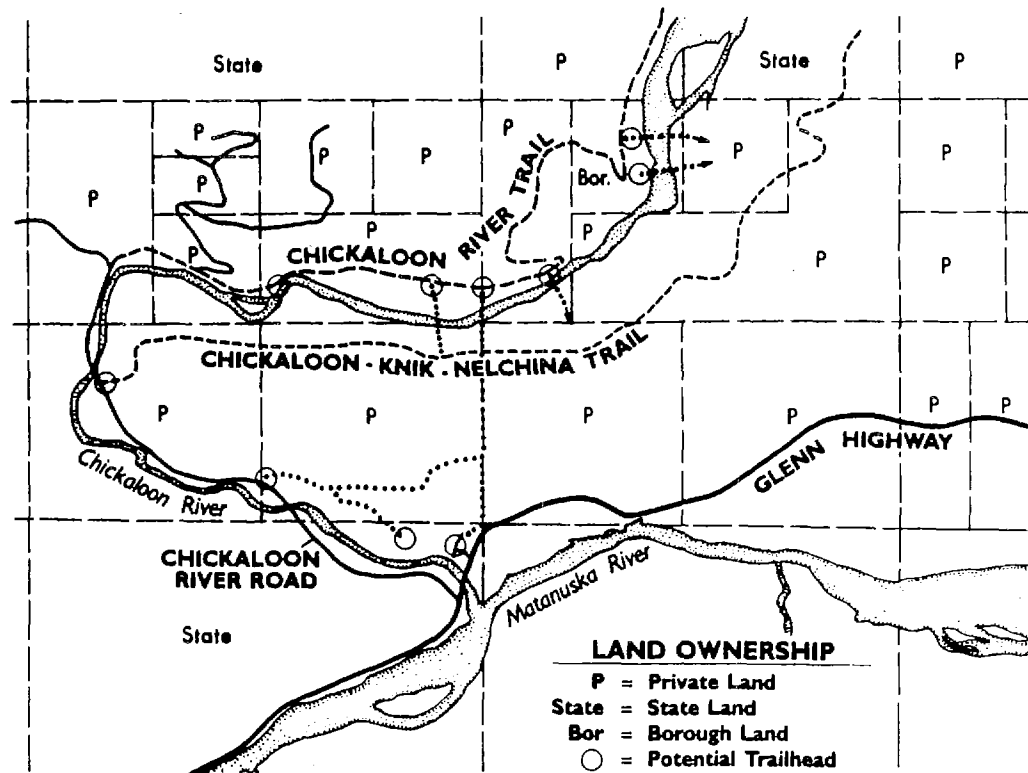 State
P
State
P
P
P
P
P
P
P
P
P
Bor.
P
P
P
P
P
P
CHICKALOON RIVER TRAIL
CHICKALOON - KNIK - NELCHINA TRAIL
P
P
P
P
P
P
GLENN HIGHWAY
Chickaloon River
CHICKALOON
RIVER ROAD
Matanuska River
State
LAND OWNERSHIP
P = Private Land
State = State Land
Bor = Borough Land
= Potential Trailhead